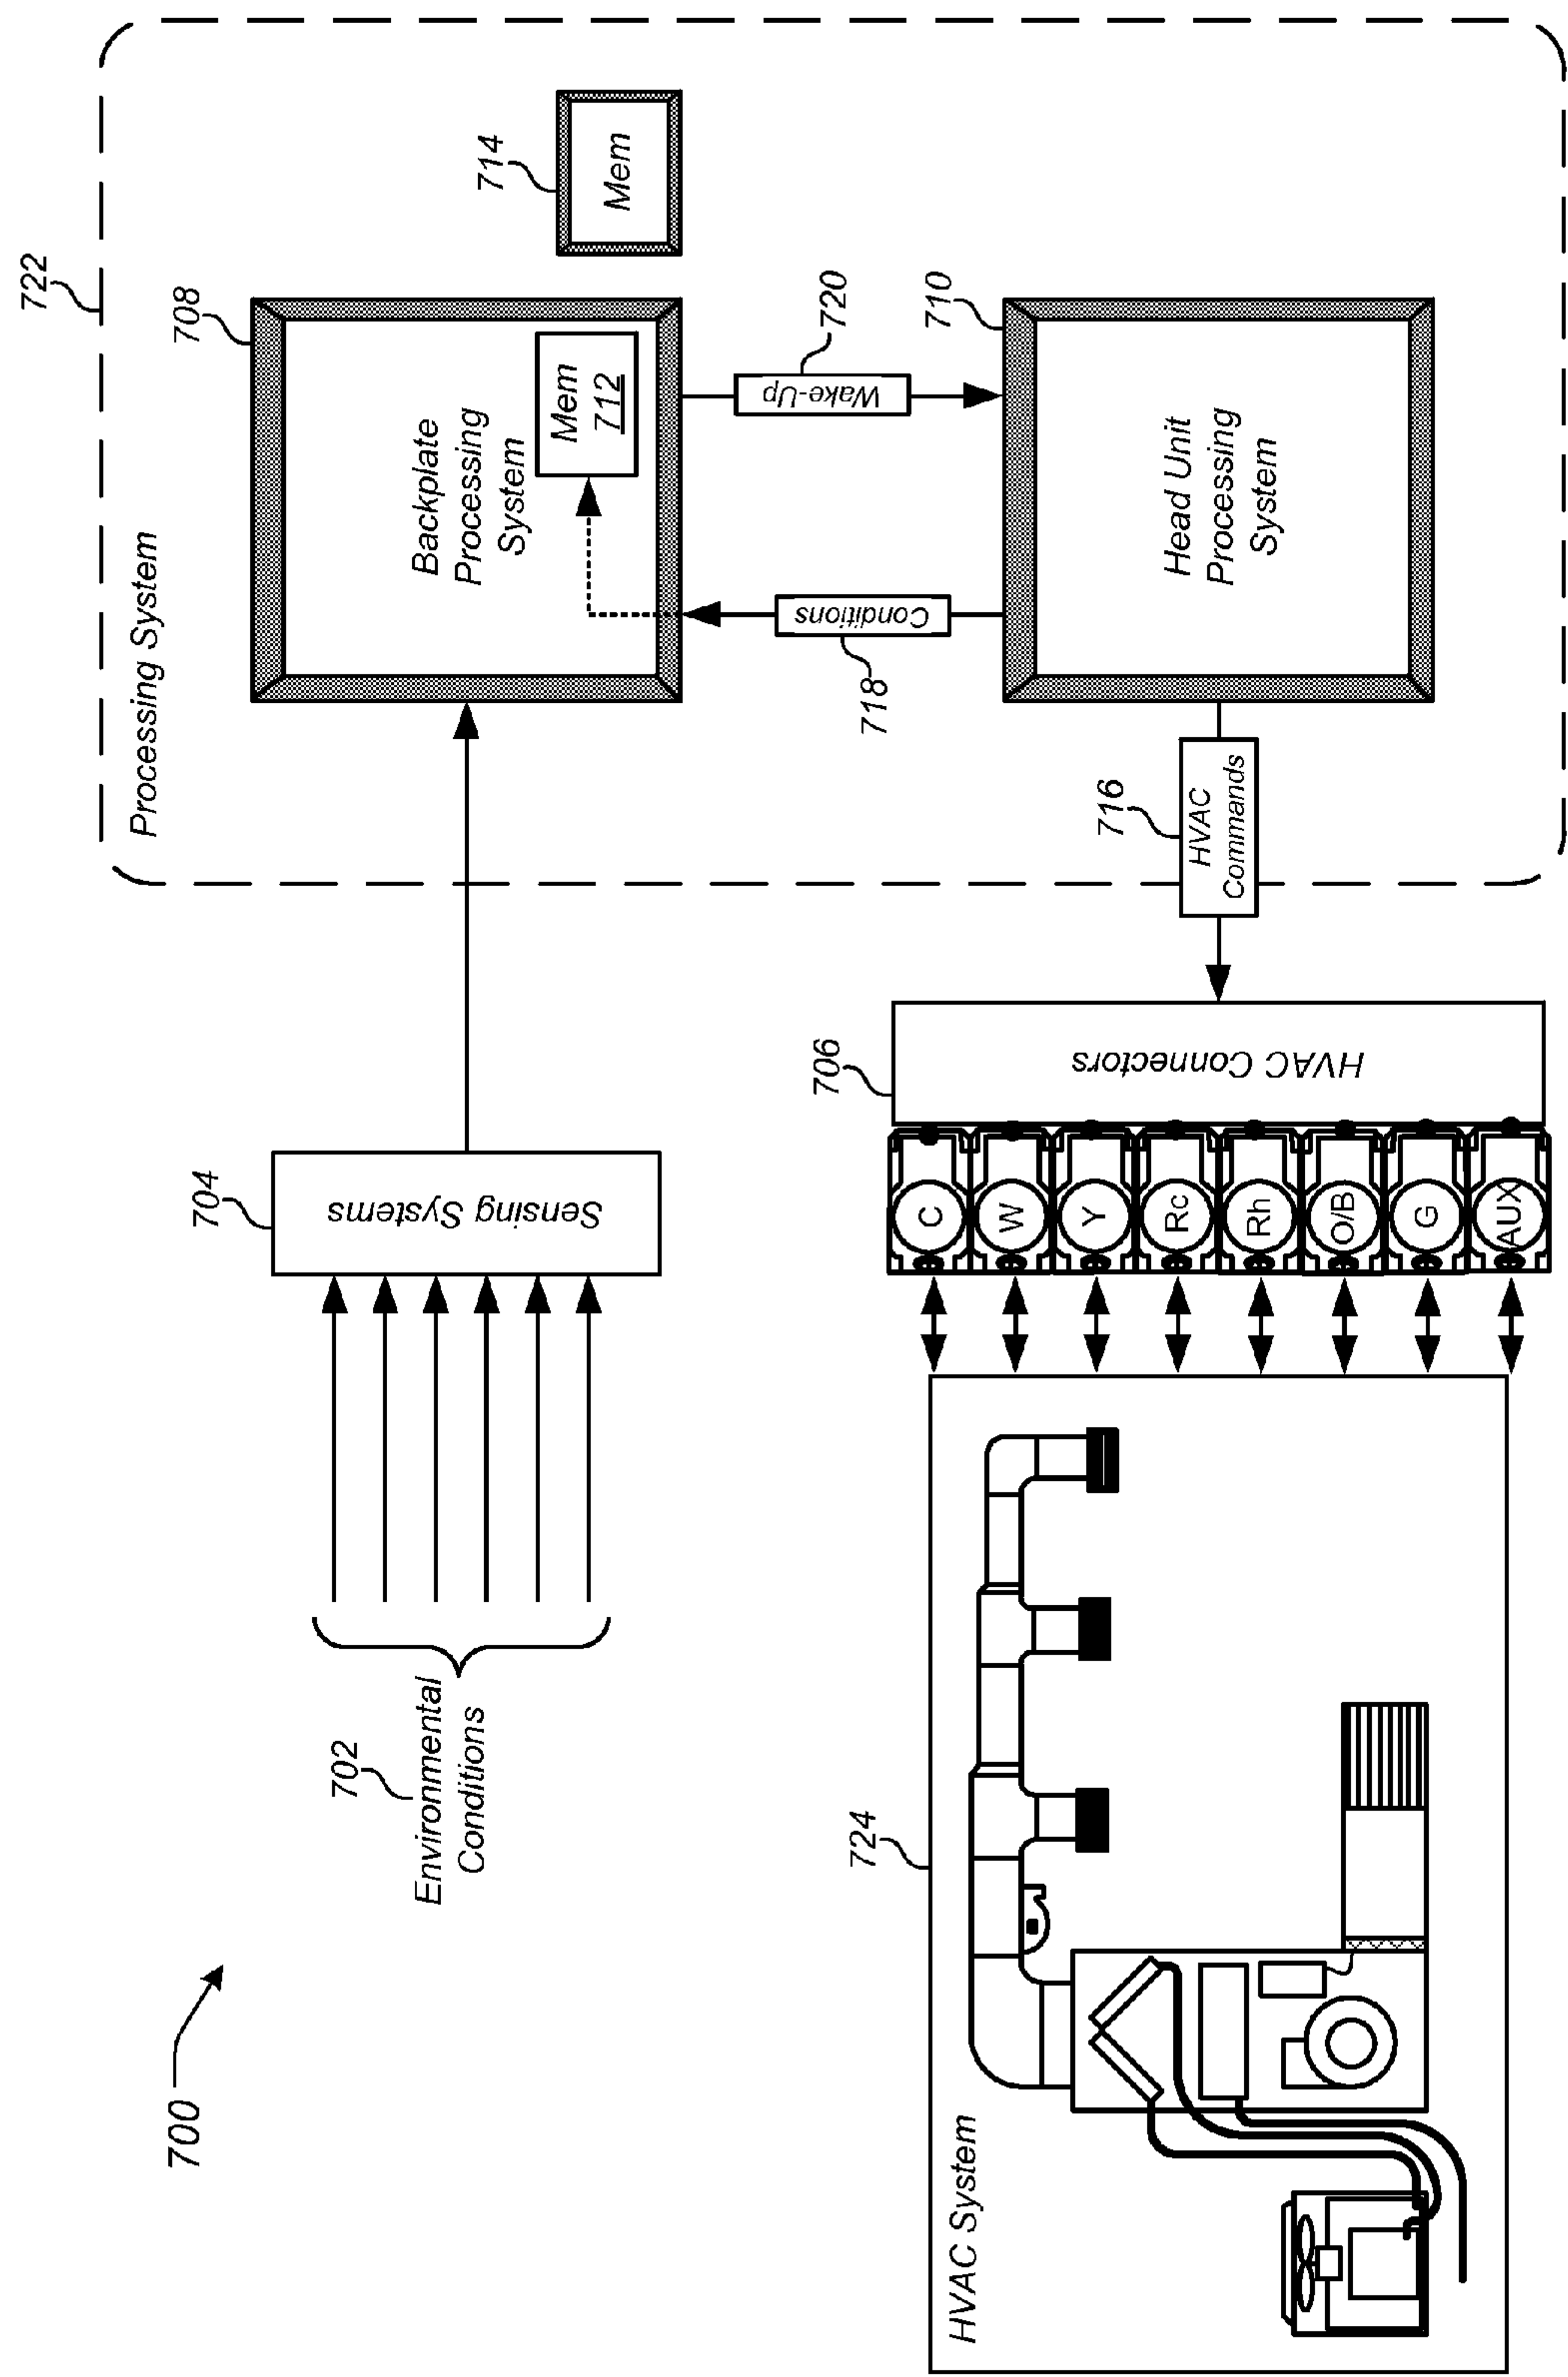 700
702
Environmental
Conditions
704
Sensing Systems
722
Processing System
708
Backplate
Processing
System
Mem
712
714
Mem
718
Conditions
720
Wake-Up
710
Head Unit
Processing
System
716
HVAC
Commands
706
HVAC Connectors
C
W
Y
Rc
Rh
O/B
G
AUX
724
HVAC System